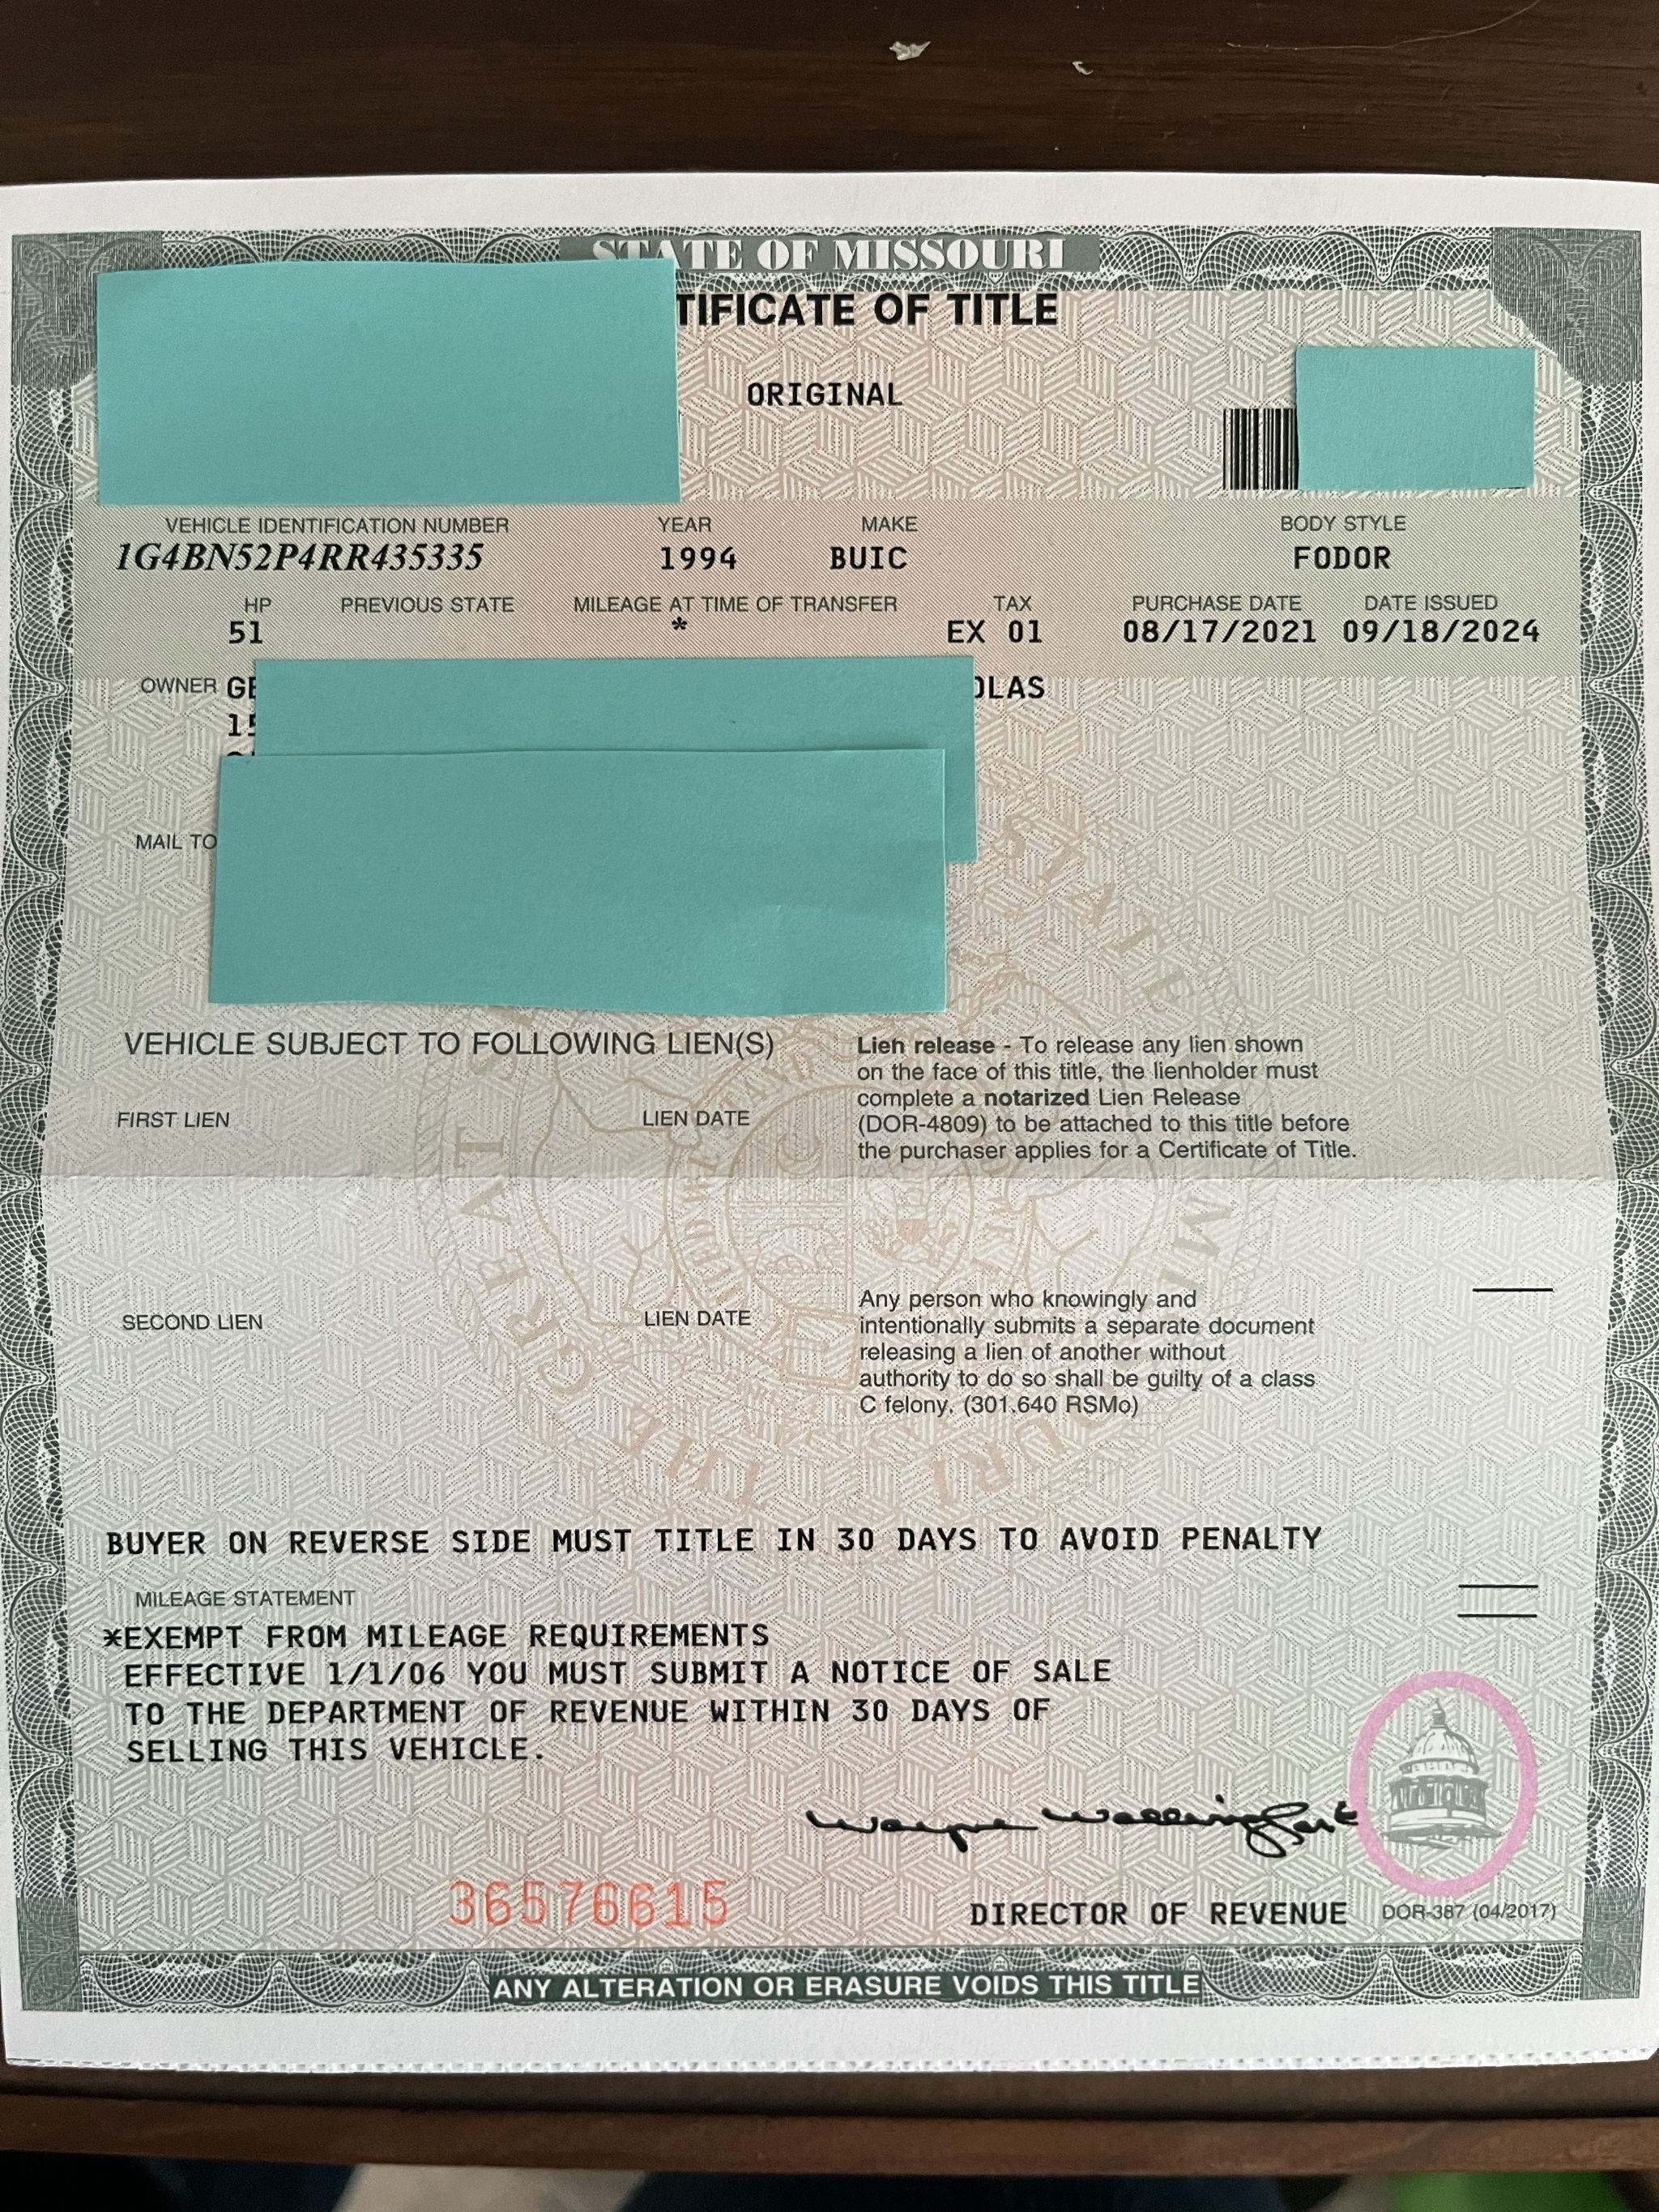 STATE OF MISSOURI
TIFICATE OF TITLE
ORIGINAL
VEHICLE IDENTIFICATION NUMBER YEAR MAKE BODY STYLE
1G4BN52P4RR435335 1994 BUIC FODOR
HP PREVIOUS STATE MILEAGE AT TIME OF TRANSFER TAX PURCHASE DATE DATE ISSUED
51 * EX 01 08/17/2021 09/18/2024
OWNER GE OLAS
15
MAIL TO
VEHICLE SUBJECT TO FOLLOWING LIEN(S)
FIRST LIEN LIEN DATE
Lien release - To release any lien shown
on the face of this title, the lienholder must
complete a notarized Lien Release
(DOR-4809) to be attached to this title before
the purchaser applies for a Certificate of Title.
SECOND LIEN LIEN DATE
Any person who knowingly and
intentionally submits a separate document
releasing a lien of another without
authority to do so shall be guilty of a class
C felony. (301.640 RSMo)
BUYER ON REVERSE SIDE MUST TITLE IN 30 DAYS TO AVOID PENALTY
MILEAGE STATEMENT
*EXEMPT FROM MILEAGE REQUIREMENTS
EFFECTIVE 1/1/06 YOU MUST SUBMIT A NOTICE OF SALE
TO THE DEPARTMENT OF REVENUE WITHIN 30 DAYS OF
SELLING THIS VEHICLE.
36576615
DIRECTOR OF REVENUE DOR-387 (04/2017)
ANY ALTERATION OR ERASURE VOIDS THIS TITLE